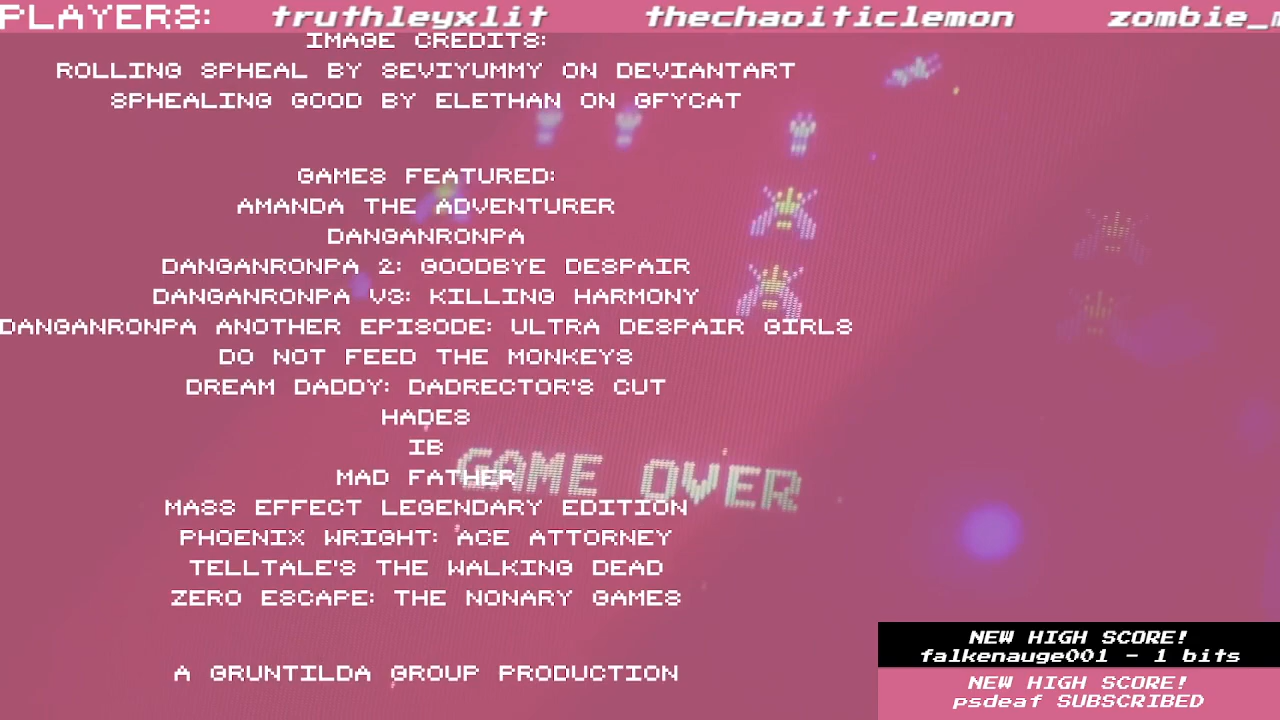 PLAYERS: truthleyxlit thechaoiticlemon
IMAGE CREDITS:
ROLLING SPHEAL BY SEVIYUMMY ON DEVIANTART
SPHEALING GOOD BY ELETHAN ON GFYCAT
GAMES FEATURED:
AMANDA THE ADVENTURER
DANGANRONPA
DANGANRONPA 2: GOODBYE DESPAIR
DANGANRONPA V3: KILLING HARMONY
DANGANRONPA ANOTHER EPISODE: ULTRA DESPAIR GIRLS
DO NOT FEED THE MONKEYS
DREAM DADDY: DADRECTOR'S CUT
HADES
IB
MAD FATHER
GAME OVER
MASS EFFECT LEGENDARY EDITION
PHOENIX WRIGHT: ACE ATTORNEY
TELLTALE'S THE WALKING DEAD
ZERO ESCAPE: THE NONARY GAMES
A GRUNTILDA GROUP PRODUCTION
NEW HIGH SCORE!
falkenauge001 - 1 bits
NEW HIGH SCORE!
psdeaf SUBSCRIBED